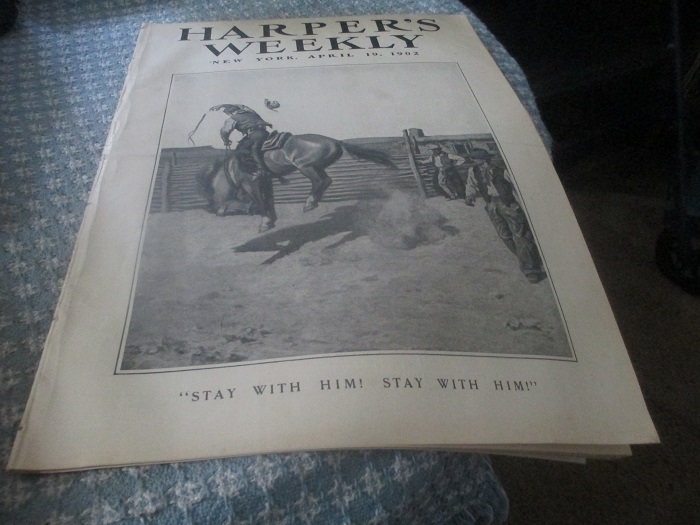 HARPER'S
WEEKLY
NEW YORK, APRIL 19, 1902
"STAY WITH HIM! STAY WITH HIM!"